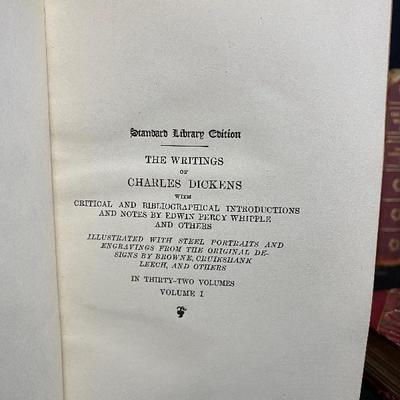 Standard Library Edition
THE WRITINGS
OF
CHARLES DICKENS
WITH
CRITICAL AND BIBLIOGRAPHICAL INTRODUCTIONS
AND NOTES BY EDWIN PERCY WHIPPLE
AND OTHERS
ILLUSTRATED WITH STEEL PORTRAITS AND
ENGRAVINGS FROM THE ORIGINAL DE-
SIGNS BY BROWNE, CRUIKSHANK
LEECH, AND OTHERS
IN THIRTY-TWO VOLUMES
VOLUME I